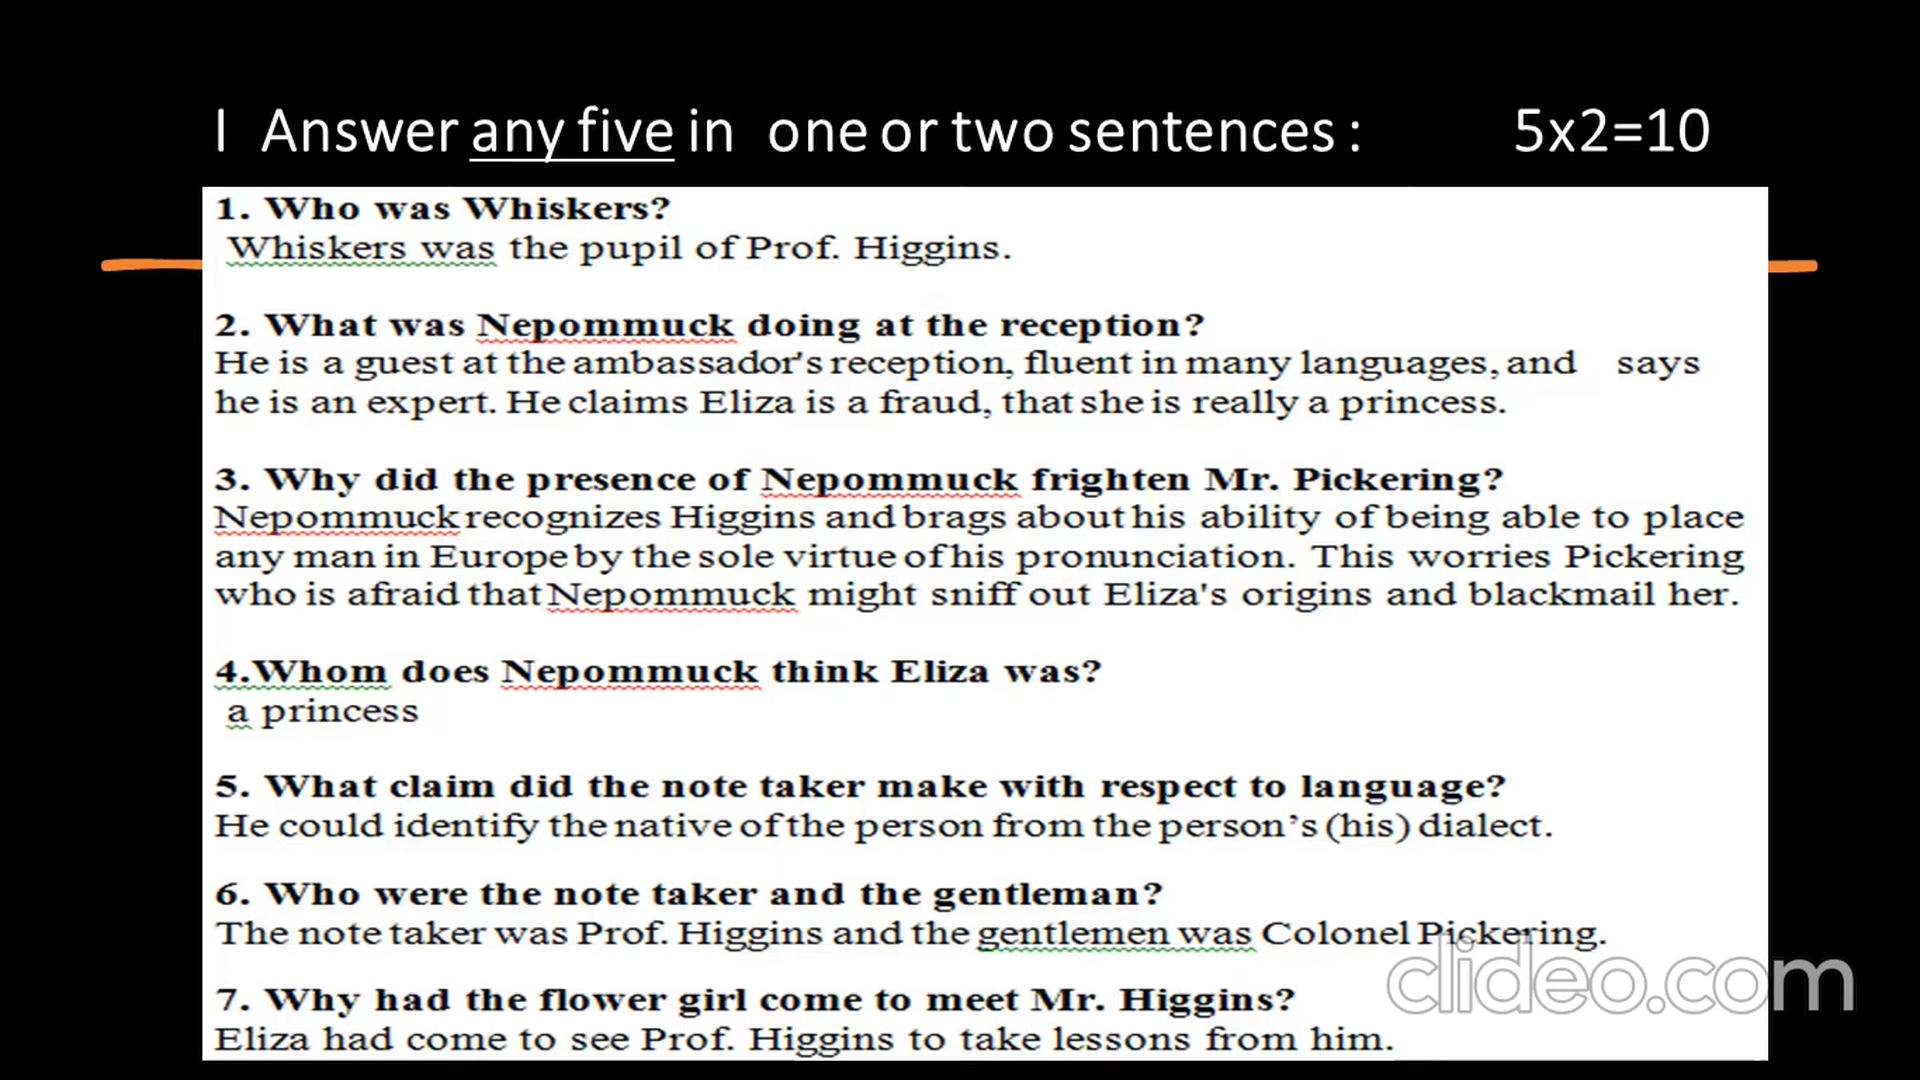 I Answer any five in one or two sentences : 5x2=10
1. Who was Whiskers?
Whiskers was the pupil of Prof. Higgins.
2. What was Nepommuck doing at the reception?
He is a guest at the ambassador's reception, fluent in many languages, and says
he is an expert. He claims Eliza is a fraud, that she is really a princess.
3. Why did the presence of Nepommuck frighten Mr. Pickering?
Nepommuck recognizes Higgins and brags about his ability of being able to place
any man in Europe by the sole virtue of his pronunciation. This worries Pickering
who is afraid that Nepommuck might sniff out Eliza's origins and blackmail her.
4.Whom does Nepommuck think Eliza was?
a princess
5. What claim did the note taker make with respect to language?
He could identify the native of the person from the person's (his) dialect.
6. Who were the note taker and the gentleman?
The note taker was Prof. Higgins and the gentlemen was Colonel Pickering.
clideo.com
7. Why had the flower girl come to meet Mr. Higgins?
Eliza had come to see Prof. Higgins to take lessons from him.